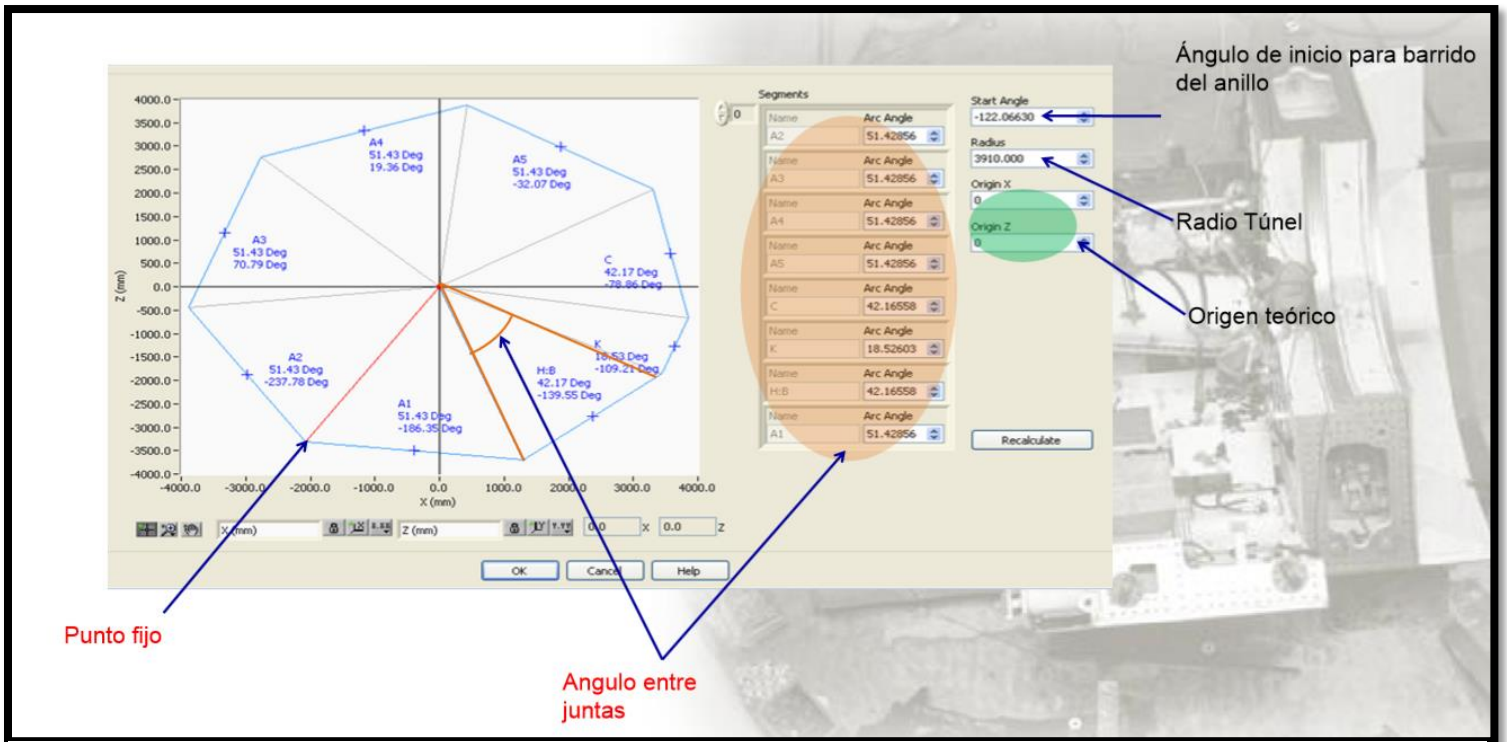 Ángulo de inicio para barrido
del anillo
4000.0
3500.0
3000.0
2500.0
2000.0
1500.0
1000.0
500.0
0.0
-500.0
-1000.0
-1500.0
-2000.0
-2500.0
-3000.0
-3500.0
-4000.0
Z (mm)
-4000.0 -3000.0 -2000.0 -1000.0 0.0 1000.0 2000.0 3000.0 4000.0
X (mm)
A4
51.43 Deg
19.36 Deg
A5
51.43 Deg
-32.07 Deg
A3
51.43 Deg
70.79 Deg
C
42.17 Deg
-78.86 Deg
A2
51.43 Deg
-237.78 Deg
K
18.53 Deg
-109.21 Deg
H:B
42.17 Deg
-139.55 Deg
A1
51.43 Deg
-186.35 Deg
Segments
0
Name Arc Angle
A2 51.42856
Name Arc Angle
A3 51.42856
Name Arc Angle
A4 51.42856
Name Arc Angle
A5 51.42856
Name Arc Angle
C 42.16558
Name Arc Angle
K 18.52603
Name Arc Angle
H:B 42.16558
Name Arc Angle
A1 51.42856
Start Angle
-122.06630
Radius
3910.000
Origin X
0
Origin Z
0
Recalculate
Radio Túnel
Origen teórico
X (mm) Z (mm) 0.0 X 0.0 Z
OK Cancel Help
Punto fijo
Angulo entre
juntas